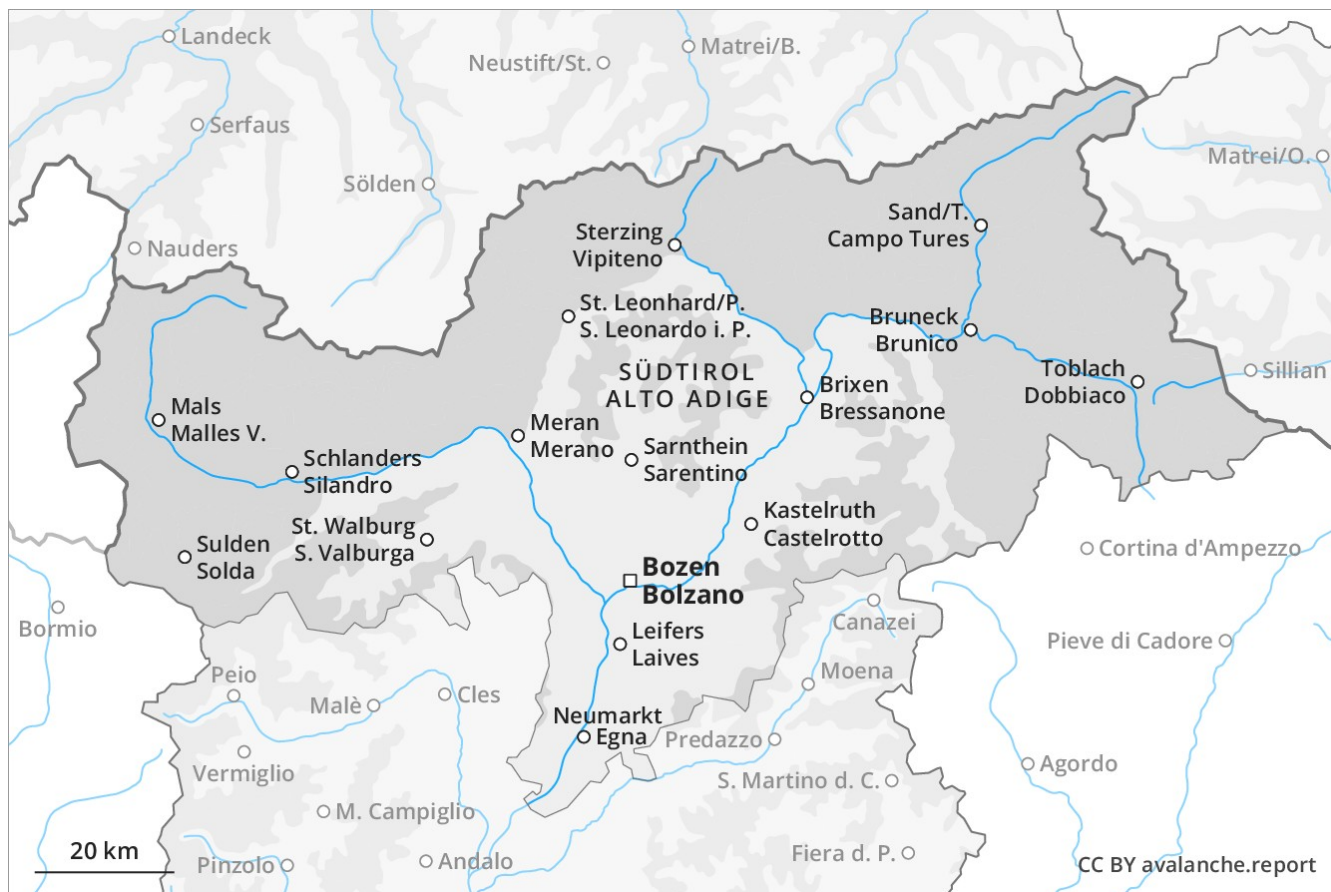 Landeck
Matrei/B.
Neustift/St.
Serfaus
Matrei/O.
Sölden
Sand/T.
Campo Tures
Sterzing
Vipiteno
Nauders
St. Leonhard/P.
S. Leonardo i. P.
Bruneck
Brunico
SÜDTIROL
ALTO ADIGE
Toblach
Dobbiaco
Sillian
Brixen
Bressanone
Mals
Malles V.
Meran
Merano
Sarnthein
Sarentino
Schlanders
Silandro
Kastelruth
Castelrotto
St. Walburg
S. Valburga
Sulden
Solda
Cortina d'Ampezzo
Bozen
Bolzano
Bormio
Canazei
Leifers
Laives
Pieve di Cadore
Peio
Moena
Malè
Cles
Neumarkt
Egna
Predazzo
Vermiglio
Agordo
S. Martino d. C.
M. Campiglio
20 km
Pinzolo
Andalo
Fiera d. P.
CC BY avalanche.report